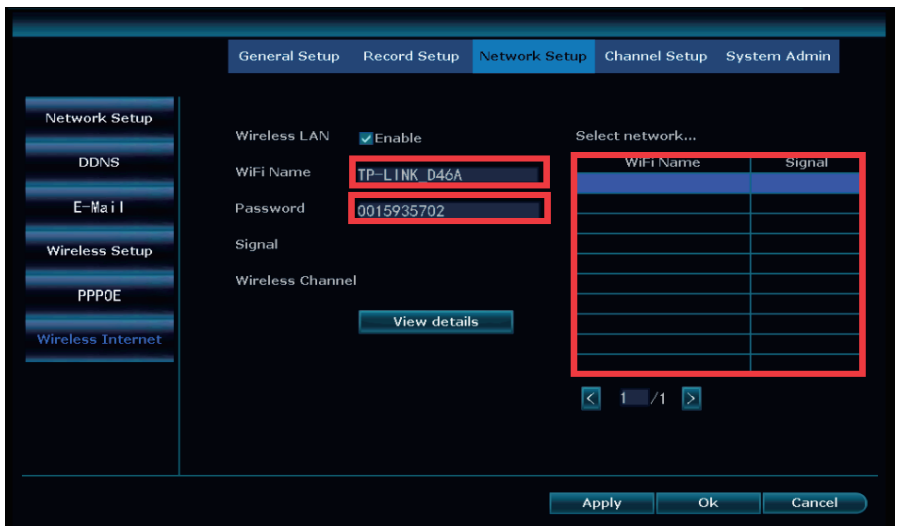 General Setup Record Setup Network Setup Channel Setup System Admin
Network Setup
DDNS
E-Mail
Wireless Setup
PPPOE
Wireless Internet
Wireless LAN Enable
WiFi Name TP-LINK_D46A
Password 0015935702
Signal
Wireless Channel
View details
Select network...
WiFi Name Signal
< 1 /1 >
Apply Ok Cancel